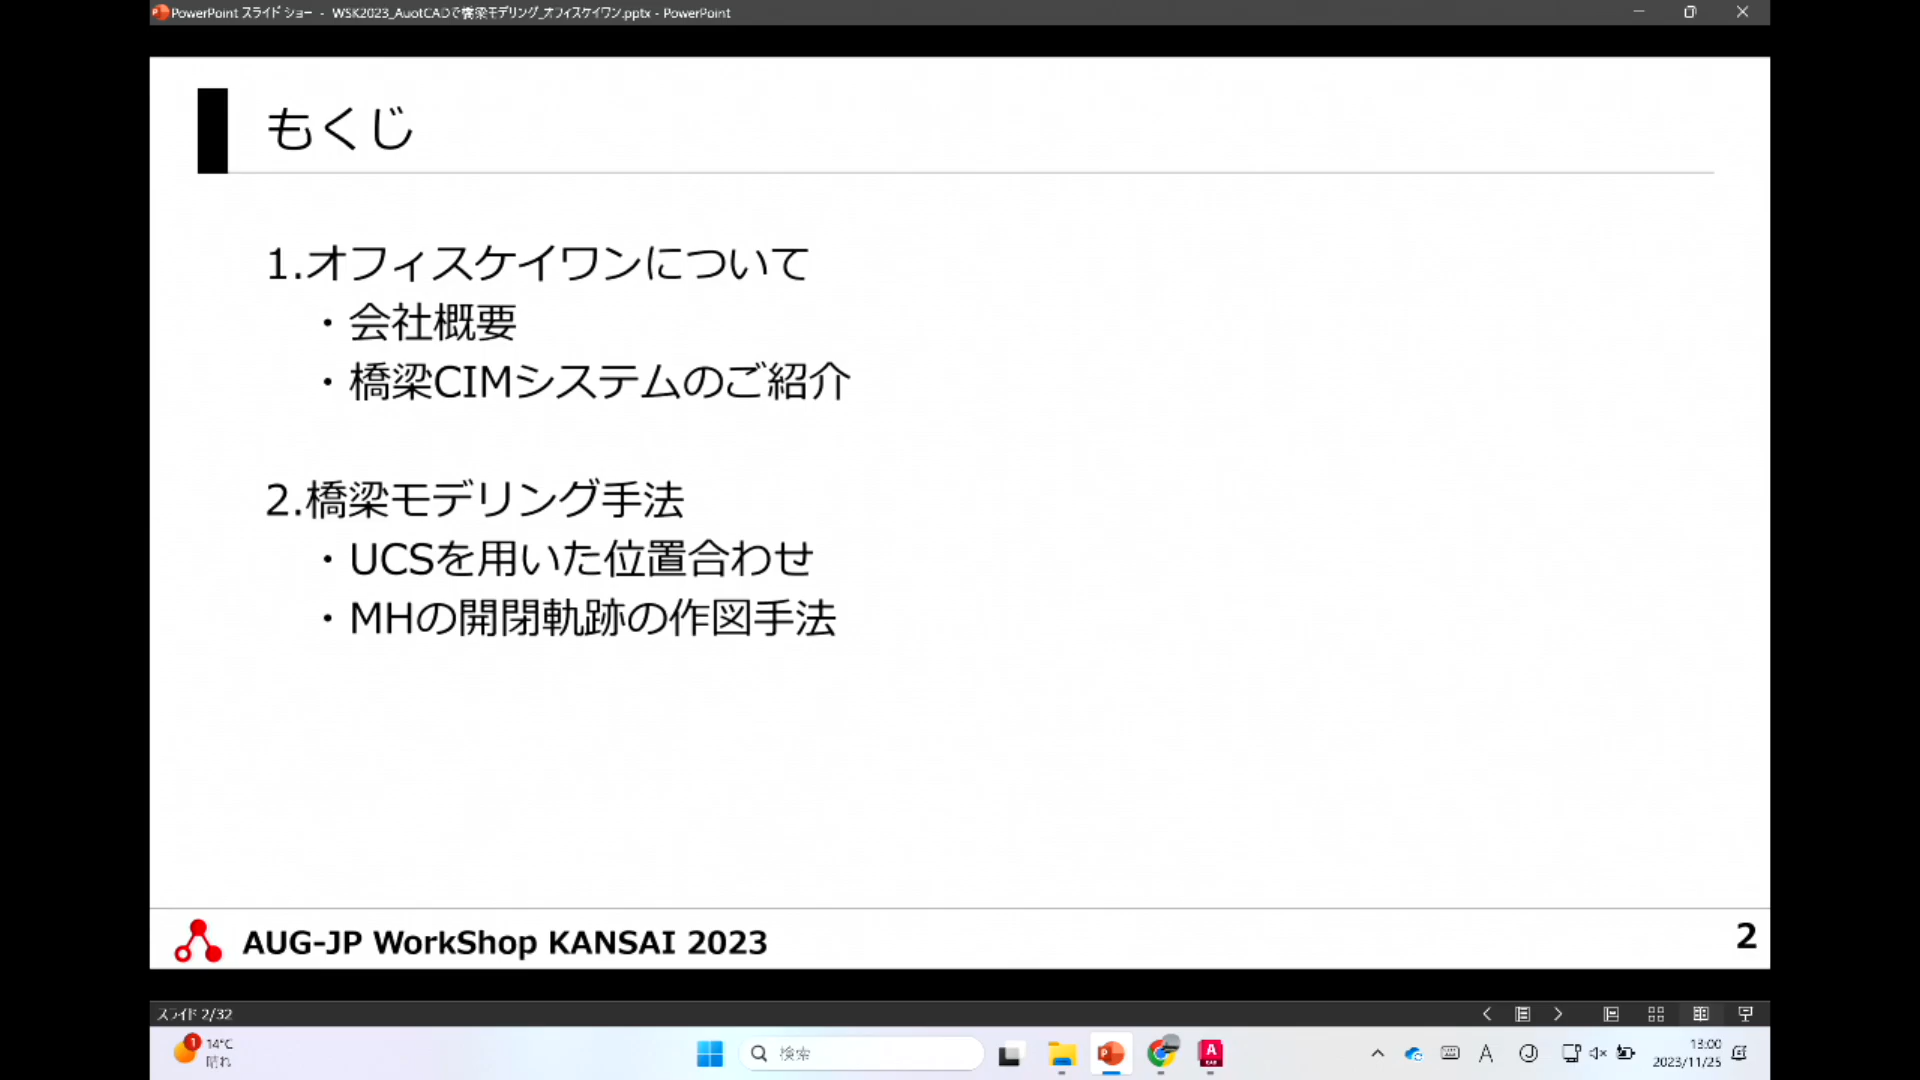 PowerPoint スライド ショー - WSK2023_AuotCADで橋梁モデリング_オフィスケイワン.pptx - PowerPoint
もくじ
1.オフィスケイワンについて
・会社概要
・橋梁CIMシステムのご紹介
2.橋梁モデリング手法
・UCSを用いた位置合わせ
・MHの開閉軌跡の作図手法
AUG-JP WorkShop KANSAI 2023
2
スライド 2/32
1
14°C
晴れ
検索
A
CAD
A
13:00
2023/11/25